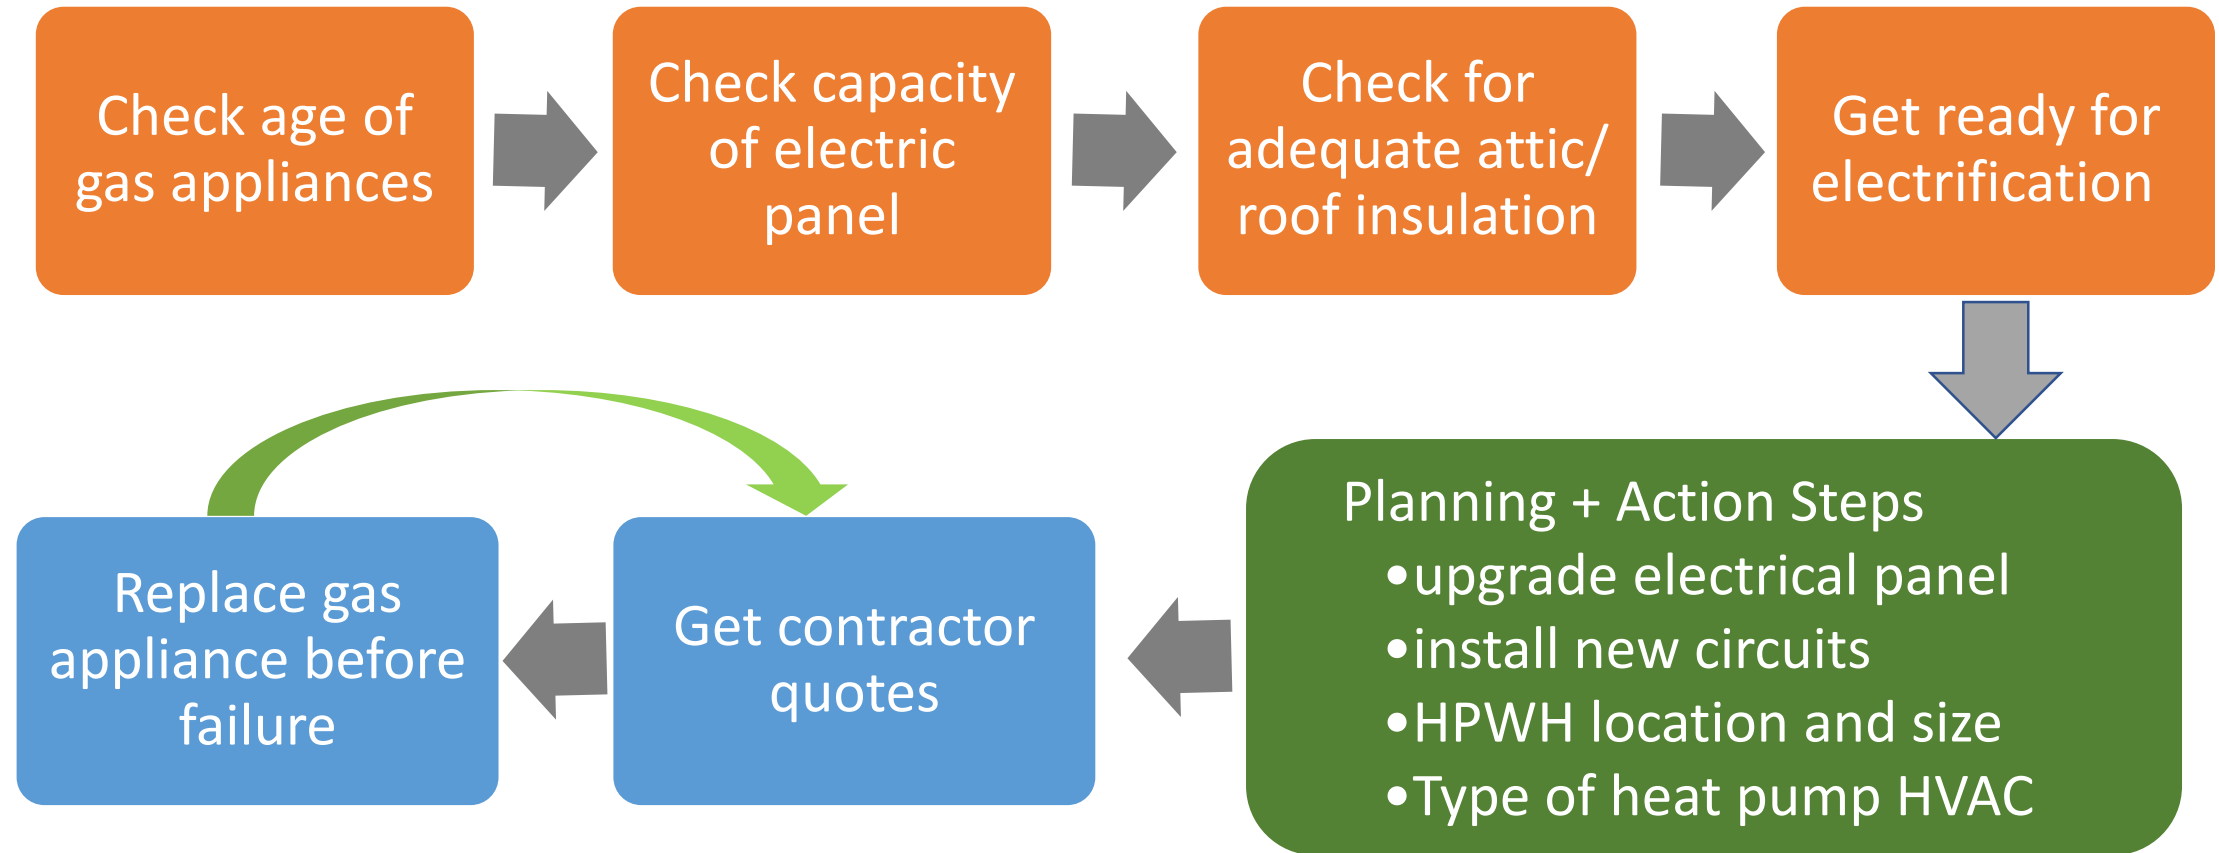 Check age of
gas appliances
Check capacity
of electric
panel
Check for
adequate attic/
roof insulation
Get ready for
electrification
Planning + Action Steps
•upgrade electrical panel
•install new circuits
•HPWH location and size
•Type of heat pump HVAC
Get contractor
quotes
Replace gas
appliance before
failure